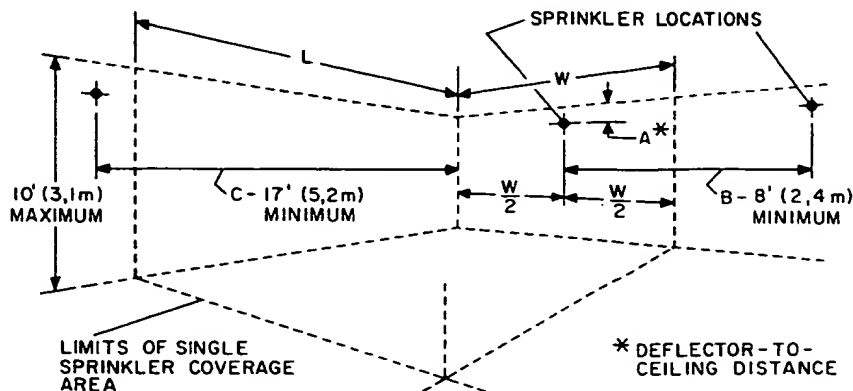 SPRINKLER LOCATIONS
L
W
A*
10' (3,1m)
MAXIMUM
C-17' (5,2m)
MINIMUM
W
2
W
2
B-8' (2,4m)
MINIMUM
LIMITS OF SINGLE
SPRINKLER COVERAGE
AREA
* DEFLECTOR-TO-
CEILING DISTANCE